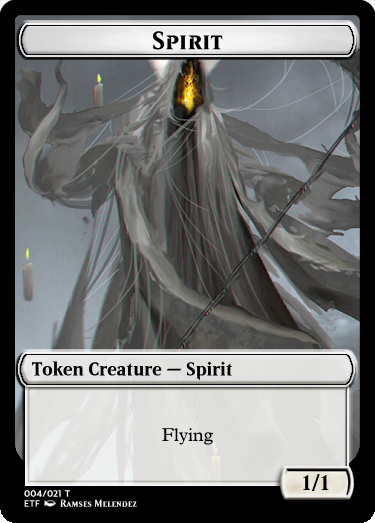 Spirit
Token Creature — Spirit
Flying
1/1
004/021 T
ETF Ramses Melendez